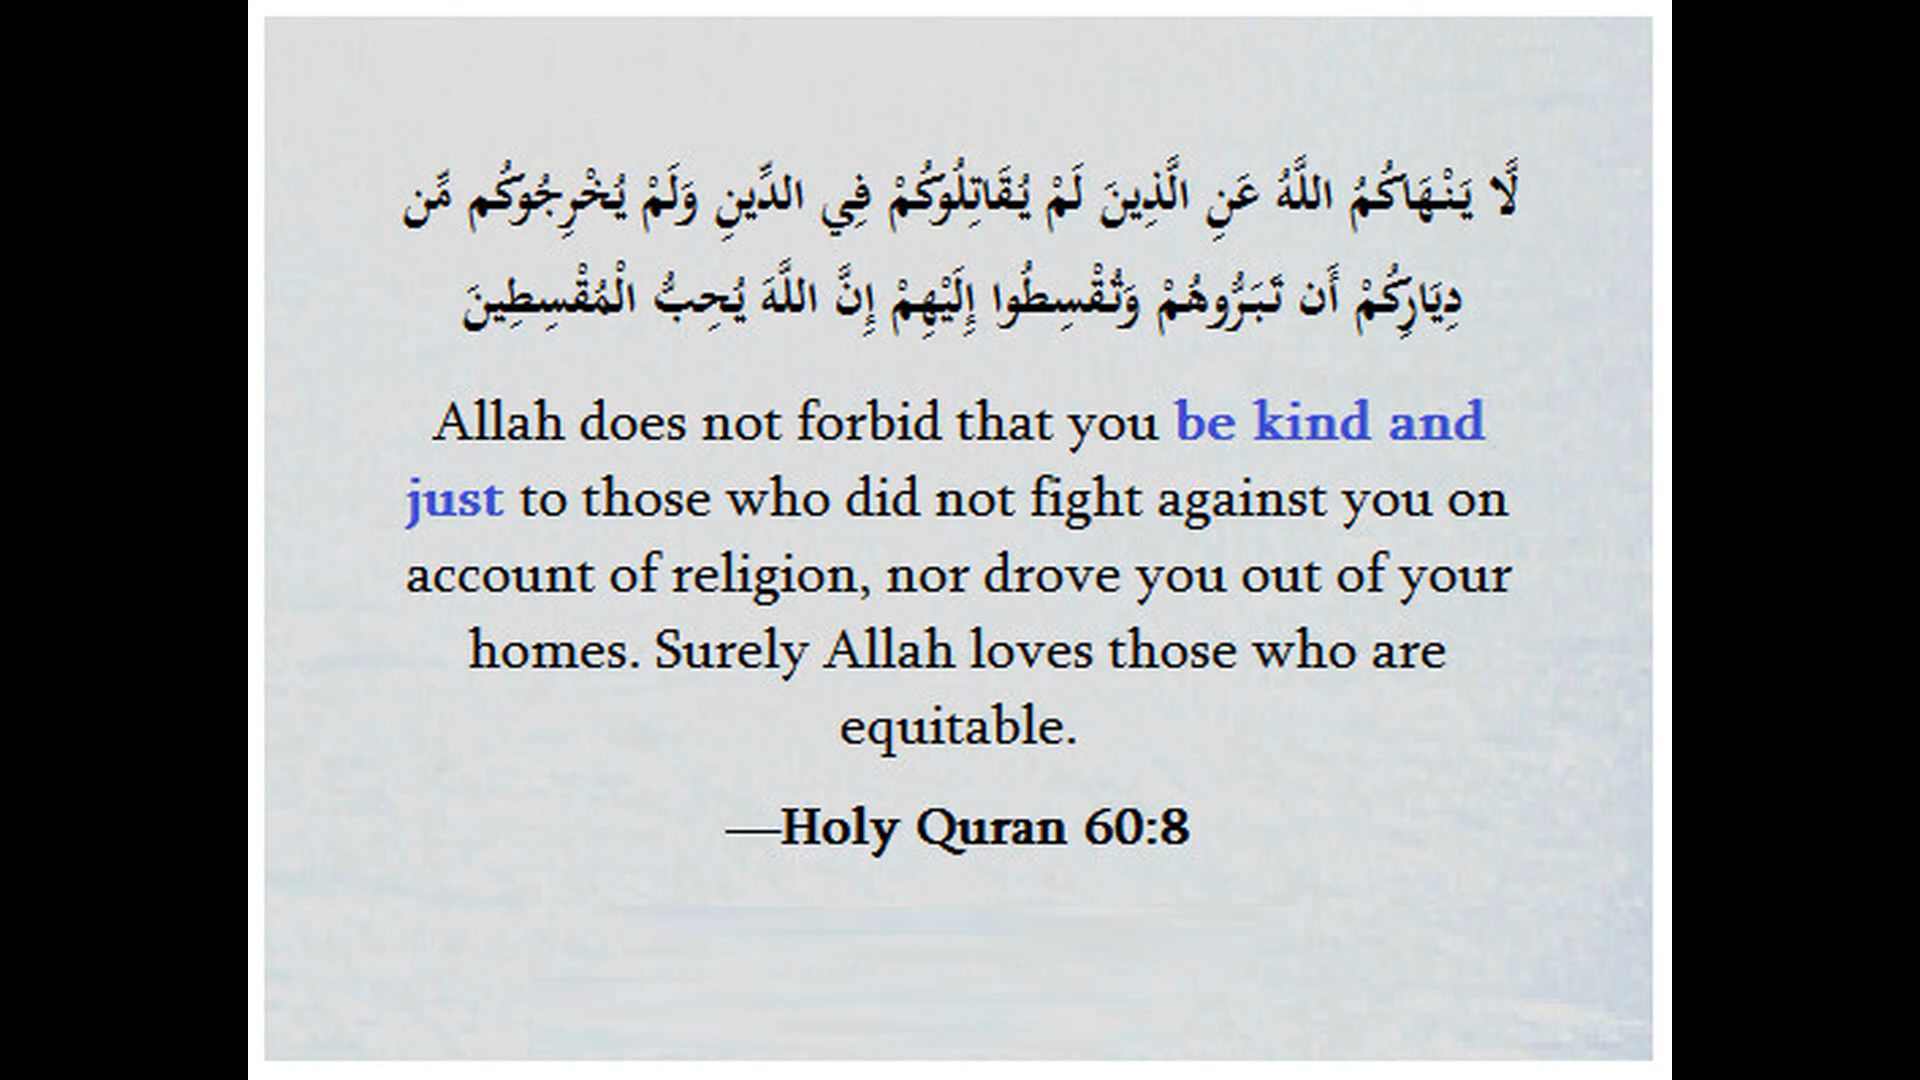 لَّا يَنْهَاكُمُ اللَّهُ عَنِ الَّذِينَ لَمْ يُقَاتِلُوكُمْ فِي الدِّينِ وَلَمْ يُخْرِجُوكُم مِّن
دِيَارِكُمْ أَن تَبَرُّوهُمْ وَتُقْسِطُوا إِلَيْهِمْ إِنَّ اللَّهَ يُحِبُّ الْمُقْسِطِينَ
Allah does not forbid that you be kind and
just to those who did not fight against you on
account of religion, nor drove you out of your
homes. Surely Allah loves those who are
equitable.
—Holy Quran 60:8